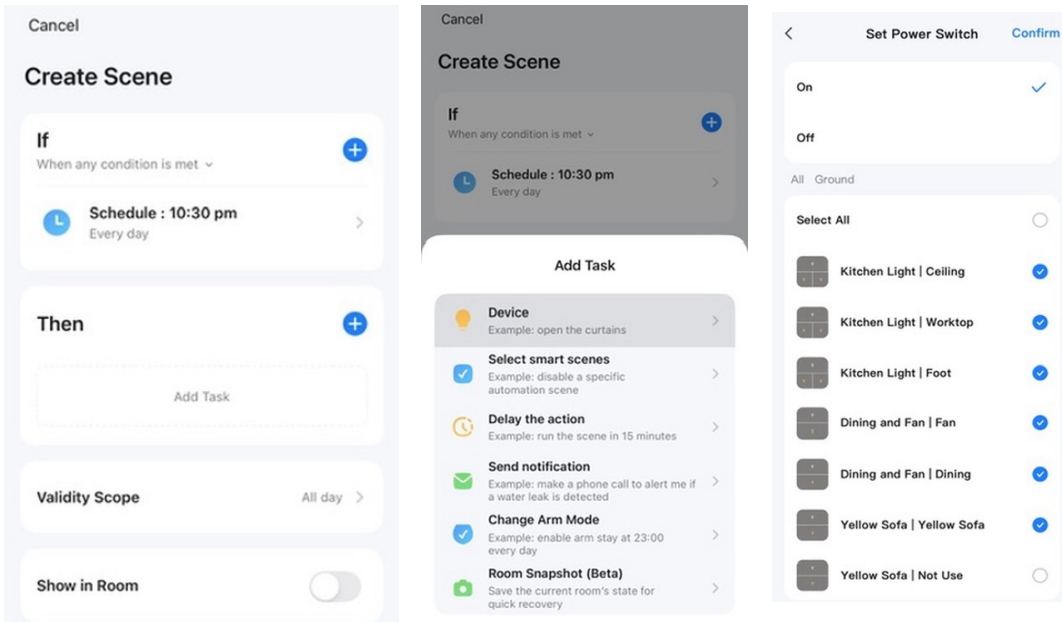 Cancel
Create Scene
If
When any condition is met
Schedule : 10:30 pm
Every day
Then
Add Task
Validity Scope
All day
Show in Room
Cancel
Create Scene
If
When any condition is met
Schedule : 10:30 pm
Every day
Add Task
Device
Example: open the curtains
Select smart scenes
Example: disable a specific
automation scene
Delay the action
Example: run the scene in 15 minutes
Send notification
Example: make a phone call to alert me if
a water leak is detected
Change Arm Mode
Example: enable arm stay at 23:00
every day
Room Snapshot (Beta)
Save the current room's state for
quick recovery
Set Power Switch
Confirm
On
Off
All Ground
Select All
Kitchen Light | Ceiling
Kitchen Light | Worktop
Kitchen Light | Foot
Dining and Fan | Fan
Dining and Fan | Dining
Yellow Sofa | Yellow Sofa
Yellow Sofa | Not Use